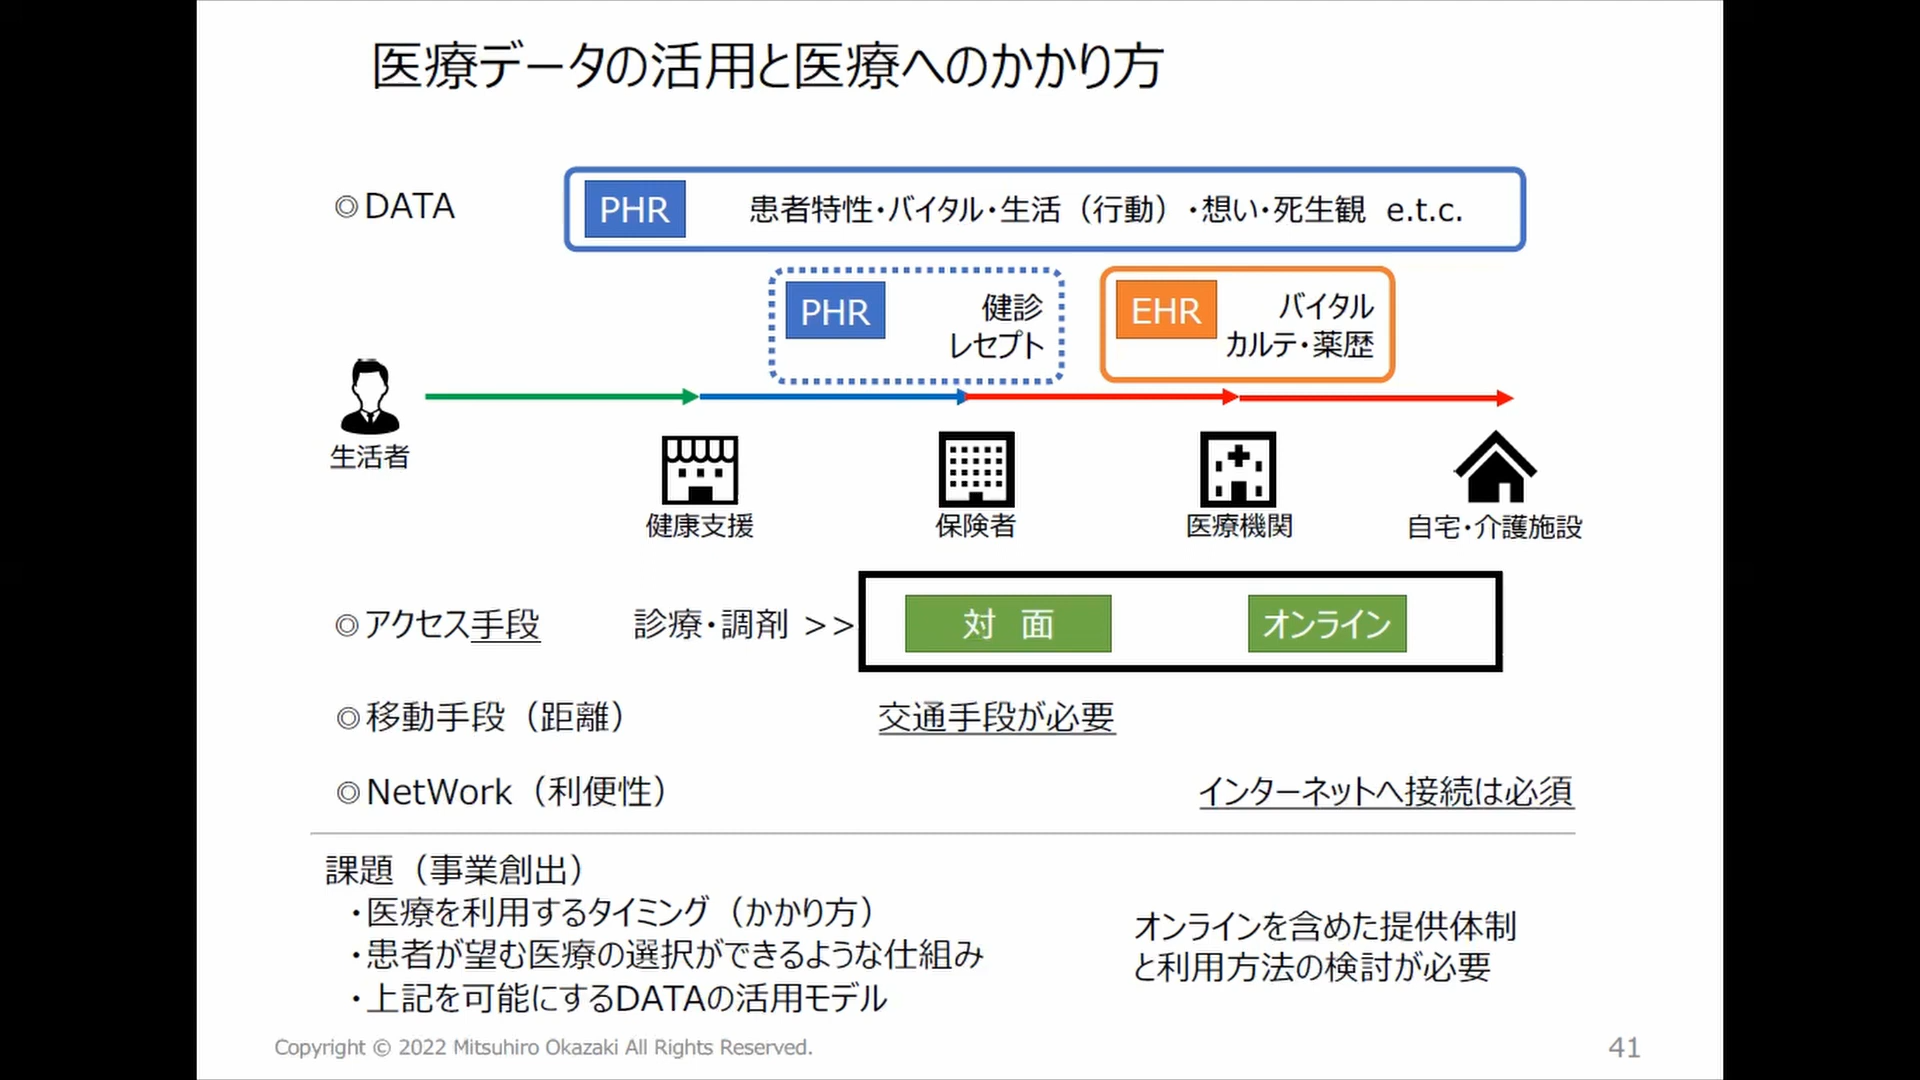 医療データの活用と医療へのかかり方
◎DATA
PHR 患者特性・バイタル・生活（行動）・想い・死生観 e.t.c.
PHR 健診
レセプト
EHR バイタル
カルテ・薬歴
生活者
健康支援
保険者
医療機関
自宅・介護施設
◎アクセス手段 診療・調剤 >> 対 面 オンライン
◎移動手段（距離） 交通手段が必要
◎NetWork（利便性） インターネットへ接続は必須
課題（事業創出）
・医療を利用するタイミング（かかり方）
・患者が望む医療の選択ができるような仕組み
・上記を可能にするDATAの活用モデル
オンラインを含めた提供体制
と利用方法の検討が必要
Copyright © 2022 Mitsuhiro Okazaki All Rights Reserved.
41